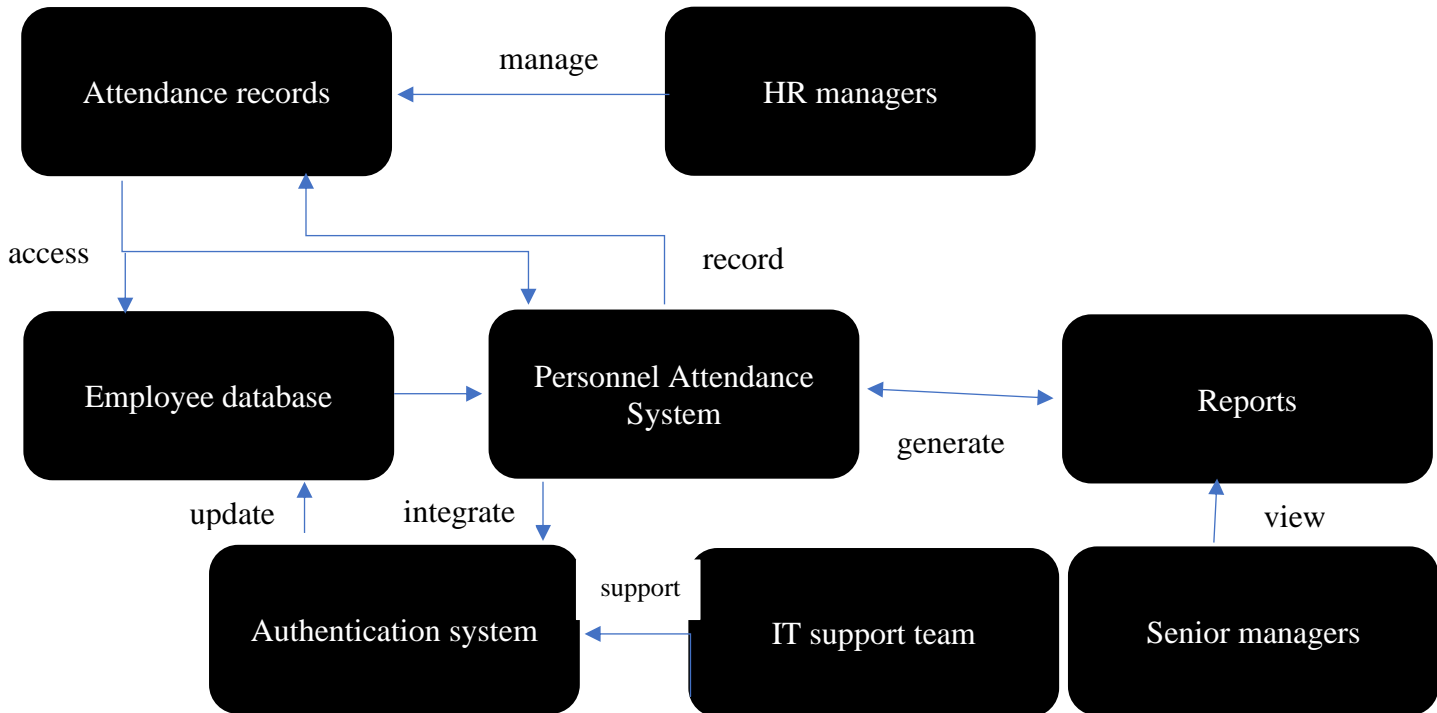 manage
Attendance records
HR managers
access
record
Employee database
Personnel Attendance
System
Reports
generate
update
integrate
view
support
Authentication system
IT support team
Senior managers